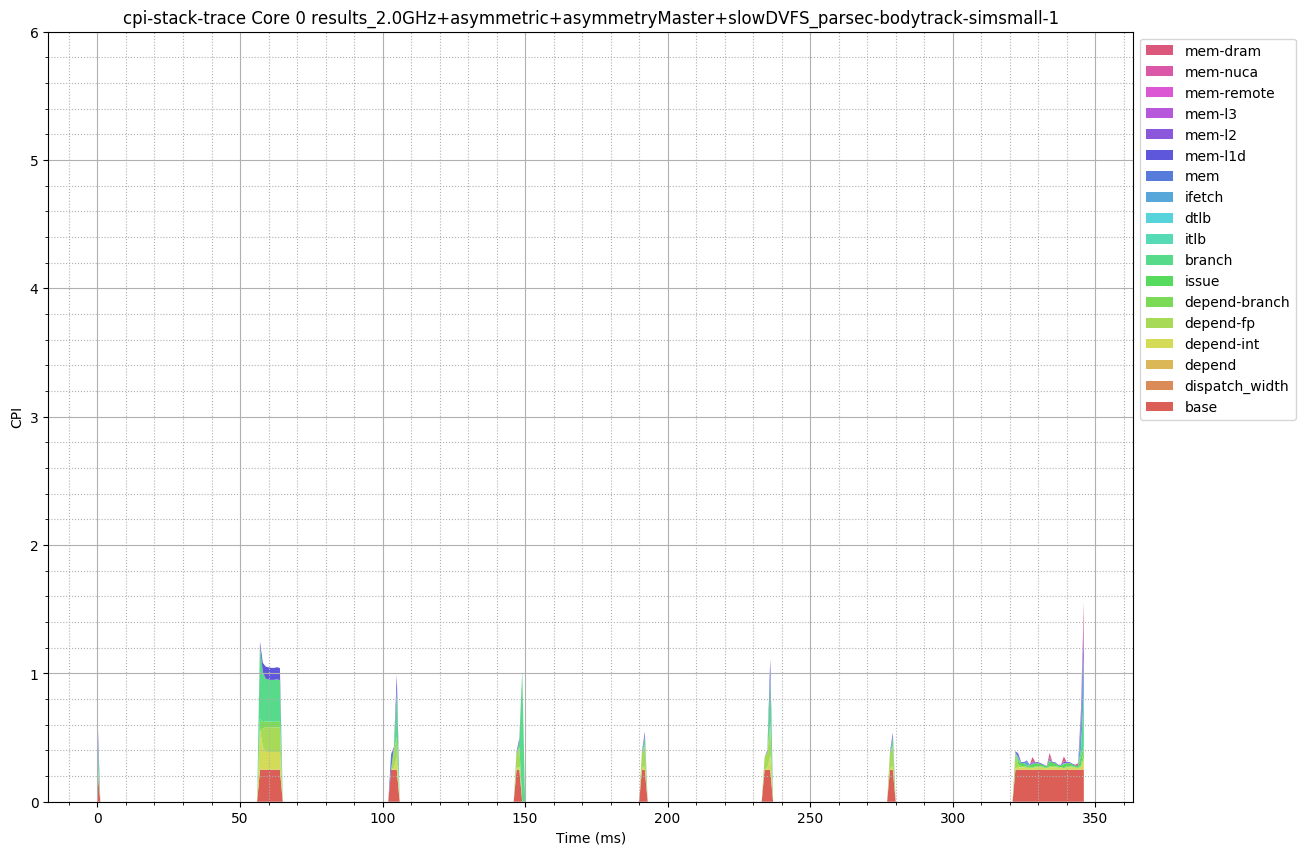 cpi-stack-trace Core 0 results_2.0GHz+asymmetric+asymmetryMaster+slowDVFS_parsec-bodytrack-simsmall-1
6
5
4
3
2
1
0
CPI
0
50
100
150
200
250
300
350
Time (ms)
mem-dram
mem-nuca
mem-remote
mem-l3
mem-l2
mem-l1d
mem
ifetch
dtlb
itlb
branch
issue
depend-branch
depend-fp
depend-int
depend
dispatch_width
base